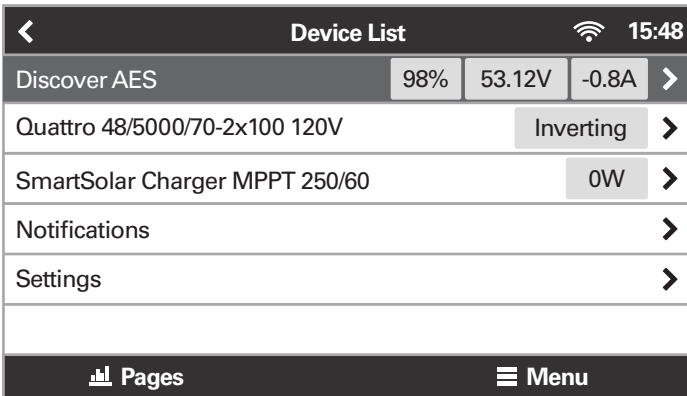 Device List 15:48
Discover AES 98% 53.12V -0.8A
Quattro 48/5000/70-2x100 120V Inverting
SmartSolar Charger MPPT 250/60 0W
Notifications
Settings
Pages Menu